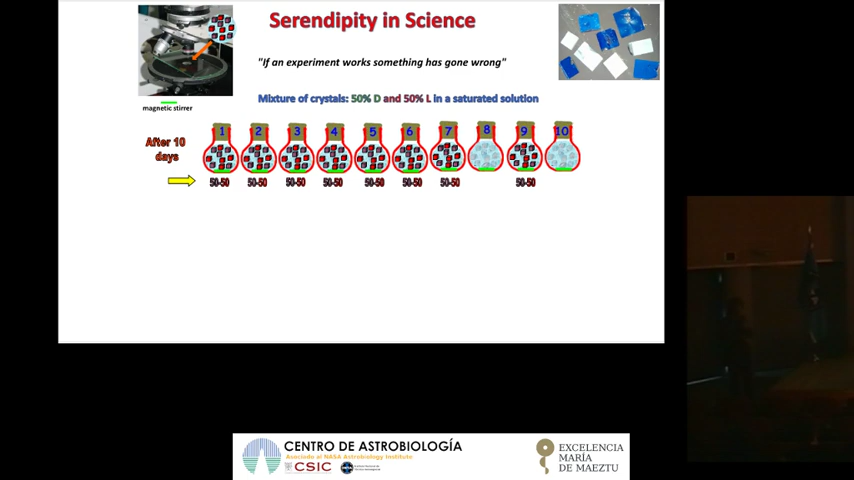 Serendipity in Science
"If an experiment works something has gone wrong"
magnetic stirrer
Mixture of crystals: 50% D and 50% L in a saturated solution
After 10
days
1 2 3 4 5 6 7 8 9 10
50-50 50-50 50-50 50-50 50-50 50-50 50-50 50-50
CENTRO DE ASTROBIOLOGÍA
Asociado al NASA Astrobiology Institute
CSIC
EXCELENCIA
MARÍA
DE MAEZTU